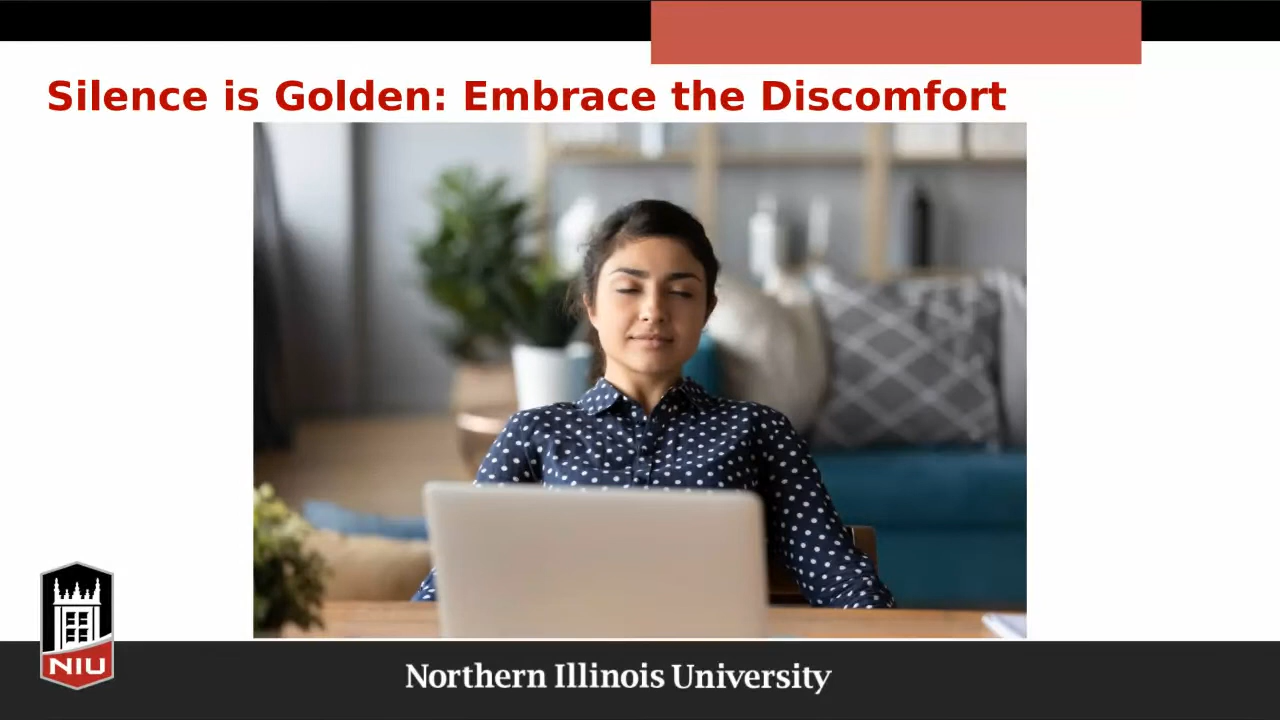 Silence is Golden: Embrace the Discomfort
NIU
Northern Illinois University